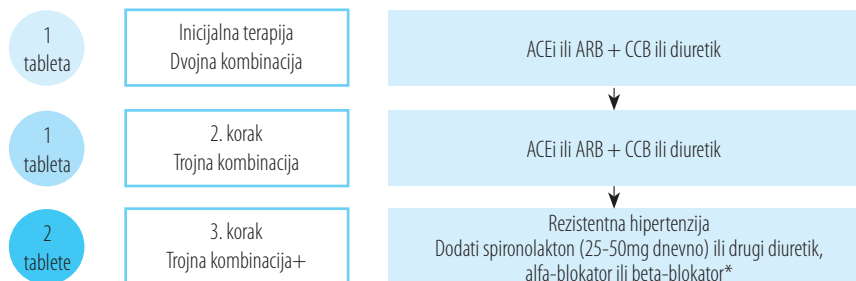 1
tableta
Inicijalna terapija
Dvojna kombinacija
ACEi ili ARB + CCB ili diuretik
1
tableta
2. korak
Trojna kombinacija
ACEi ili ARB + CCB ili diuretik
2
tablete
3. korak
Trojna kombinacija+
Rezistentna hipertenzija
Dodati spironolakton (25-50mg dnevno) ili drugi diuretik,
alfa-blokator ili beta-blokator*